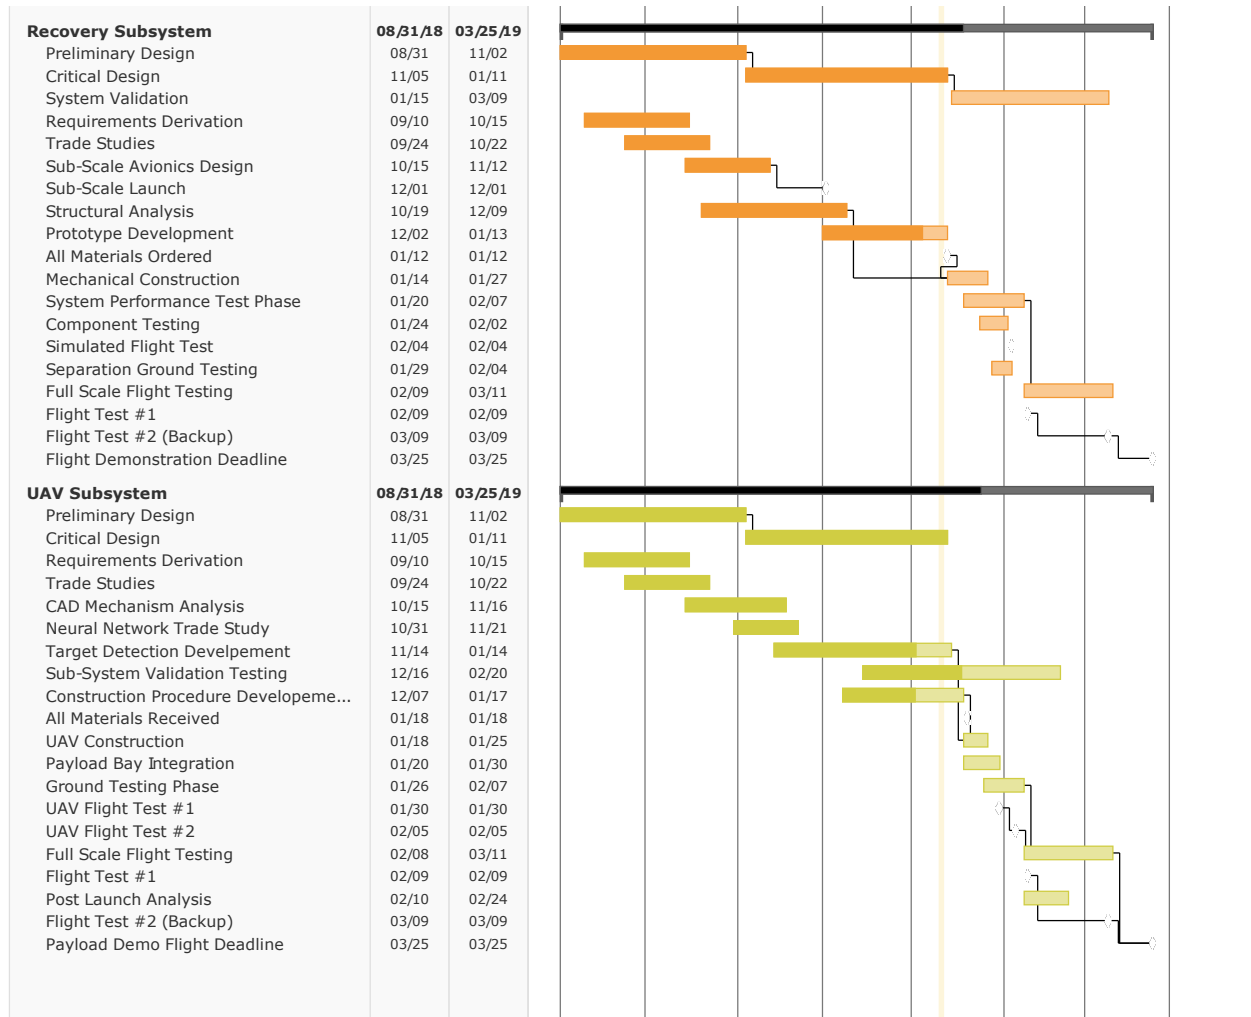 Recovery Subsystem 08/31/18 03/25/19
Preliminary Design 08/31 11/02
Critical Design 11/05 01/11
System Validation 01/15 03/09
Requirements Derivation 09/10 10/15
Trade Studies 09/24 10/22
Sub-Scale Avionics Design 10/15 11/12
Sub-Scale Launch 12/01 12/01
Structural Analysis 10/19 12/09
Prototype Development 12/02 01/13
All Materials Ordered 01/12 01/12
Mechanical Construction 01/14 01/27
System Performance Test Phase 01/20 02/07
Component Testing 01/24 02/02
Simulated Flight Test 02/04 02/04
Separation Ground Testing 01/29 02/04
Full Scale Flight Testing 02/09 03/11
Flight Test #1 02/09 02/09
Flight Test #2 (Backup) 03/09 03/09
Flight Demonstration Deadline 03/25 03/25
UAV Subsystem 08/31/18 03/25/19
Preliminary Design 08/31 11/02
Critical Design 11/05 01/11
Requirements Derivation 09/10 10/15
Trade Studies 09/24 10/22
CAD Mechanism Analysis 10/15 11/16
Neural Network Trade Study 10/31 11/21
Target Detection Develpement 11/14 01/14
Sub-System Validation Testing 12/16 02/20
Construction Procedure Developeme... 12/07 01/17
All Materials Received 01/18 01/18
UAV Construction 01/18 01/25
Payload Bay Integration 01/20 01/30
Ground Testing Phase 01/26 02/07
UAV Flight Test #1 01/30 01/30
UAV Flight Test #2 02/05 02/05
Full Scale Flight Testing 02/08 03/11
Flight Test #1 02/09 02/09
Post Launch Analysis 02/10 02/24
Flight Test #2 (Backup) 03/09 03/09
Payload Demo Flight Deadline 03/25 03/25